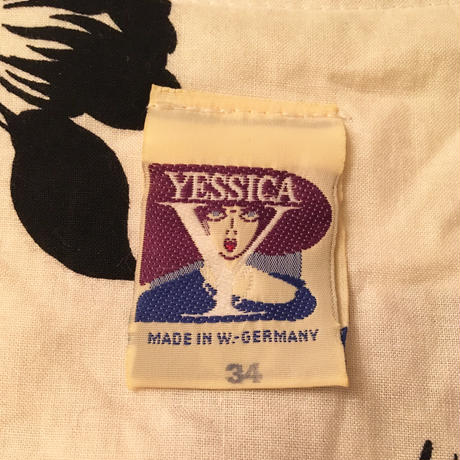 YESSICA
Y
MADE IN W.-GERMANY
34